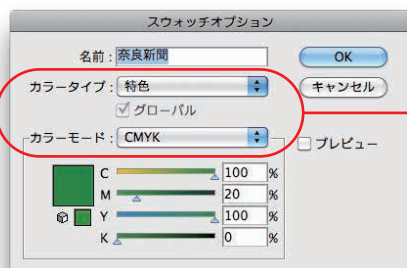 スウォッチオプション
名前：奈良新聞
OK
カラータイプ：特色
キャンセル
グローバル
カラーモード：CMYK
プレビュー
C 100 %
M 20 %
Y 100 %
K 0 %